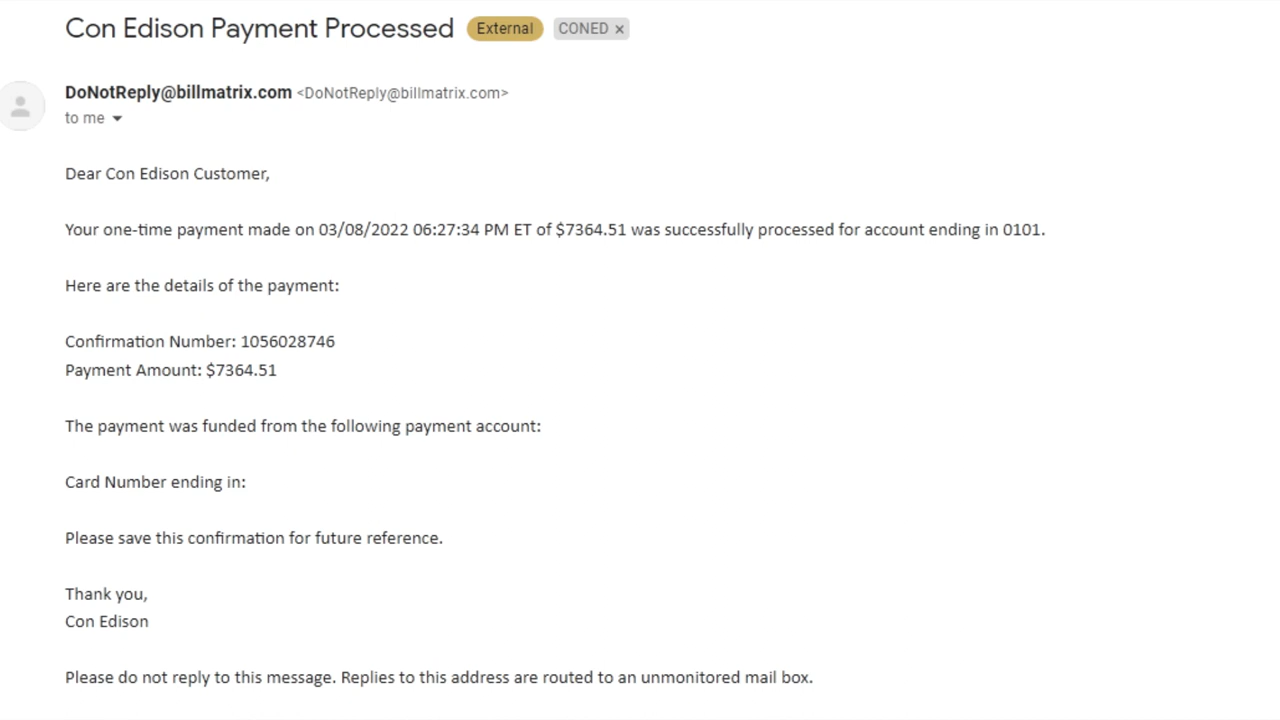 Con Edison Payment Processed External CONED ×
DoNotReply@billmatrix.com <DoNotReply@billmatrix.com>
to me
Dear Con Edison Customer,
Your one-time payment made on 03/08/2022 06:27:34 PM ET of $7364.51 was successfully processed for account ending in 0101.
Here are the details of the payment:
Confirmation Number: 1056028746
Payment Amount: $7364.51
The payment was funded from the following payment account:
Card Number ending in:
Please save this confirmation for future reference.
Thank you,
Con Edison
Please do not reply to this message. Replies to this address are routed to an unmonitored mail box.